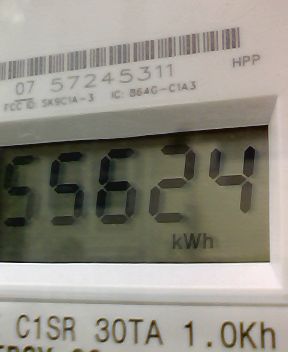 07 57245311
HPP
FCC ID: SK9C1A-3 IC: 864G-C1A3
55624
kWh
C1SR 30TA 1.0Kh